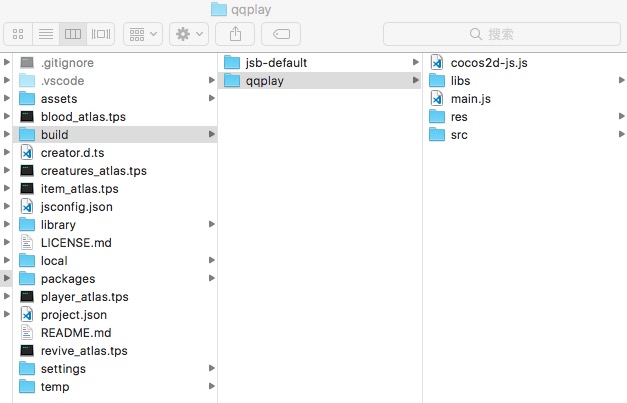 qqplay
搜索
.gitignore
.vscode
assets
blood_atlas.tps
build
creator.d.ts
creatures_atlas.tps
item_atlas.tps
jsconfig.json
library
LICENSE.md
local
packages
player_atlas.tps
project.json
README.md
revive_atlas.tps
settings
temp
jsb-default
qqplay
cocos2d-js.js
libs
main.js
res
src